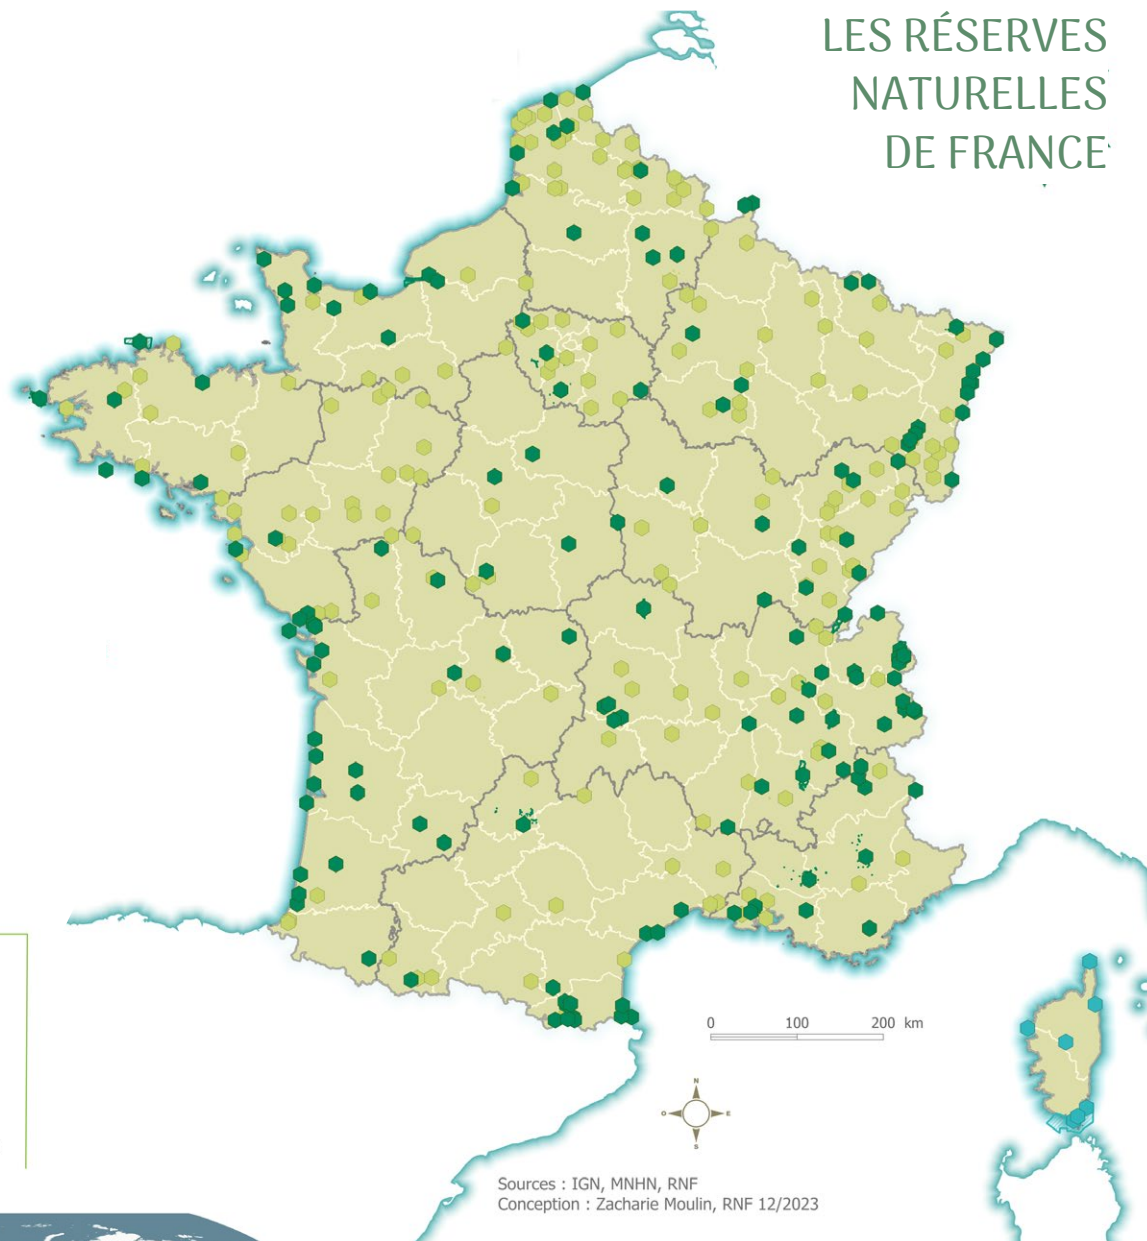 LES RÉSERVES
NATURELLES
DE FRANCE
0 100 200 km
N
O E
S
Sources : IGN, MNHN, RNF
Conception : Zacharie Moulin, RNF 12/2023